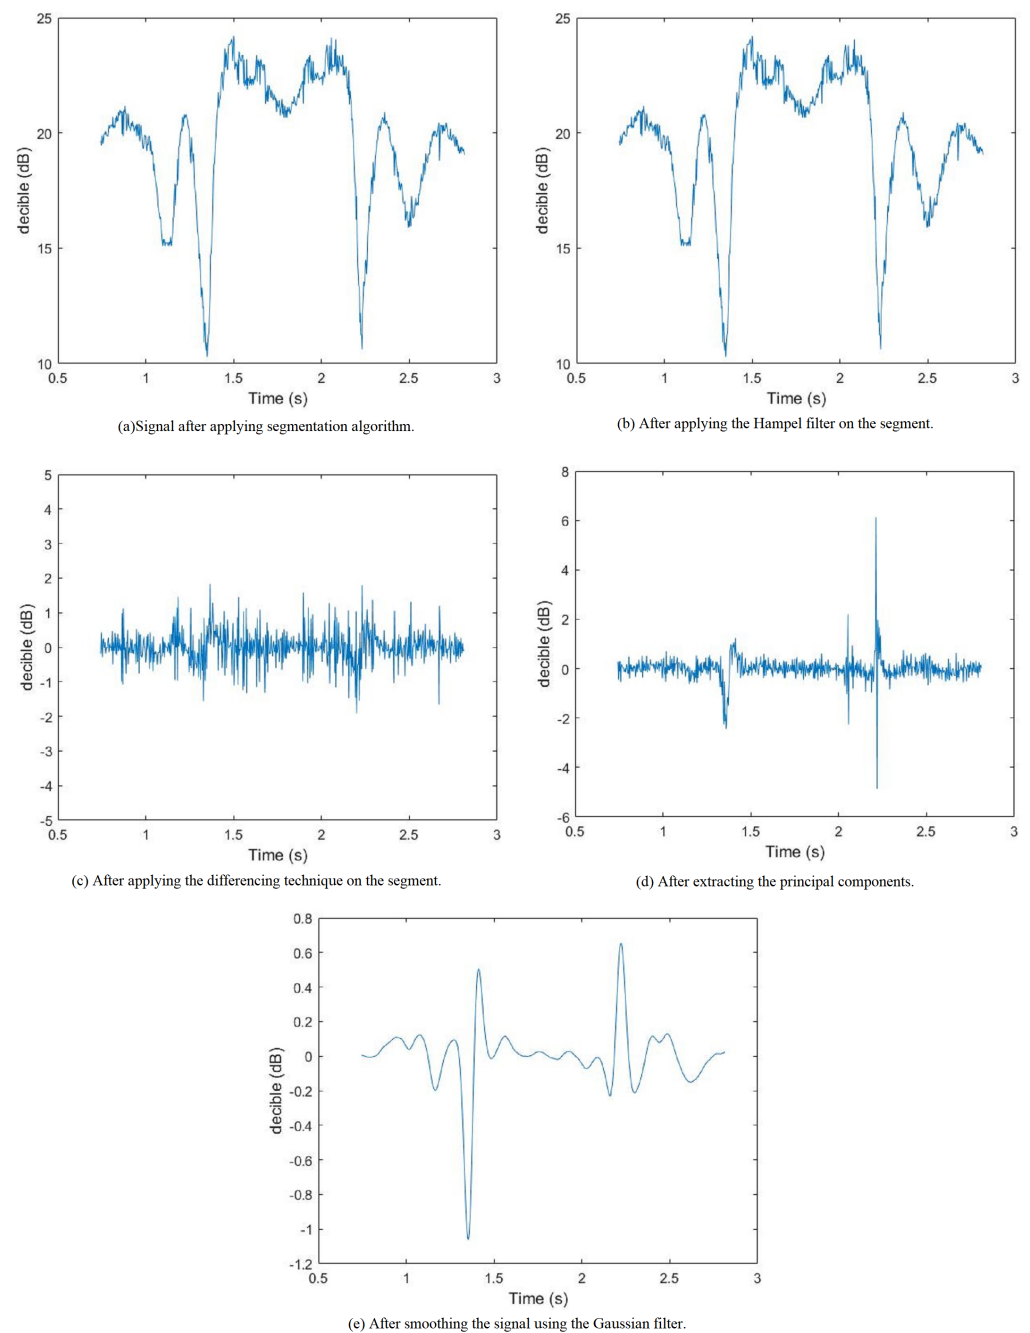 25
20
15
10
decible (dB)
0.5 1 1.5 2 2.5 3
Time (s)
(a)Signal after applying segmentation algorithm.
25
20
15
10
decible (dB)
0.5 1 1.5 2 2.5 3
Time (s)
(b) After applying the Hampel filter on the segment.
5
4
3
2
1
0
-1
-2
-3
-4
-5
decible (dB)
0.5 1 1.5 2 2.5 3
Time (s)
(c) After applying the differencing technique on the segment.
8
6
4
2
0
-2
-4
-6
decible (dB)
0.5 1 1.5 2 2.5 3
Time (s)
(d) After extracting the principal components.
0.8
0.6
0.4
0.2
0
-0.2
-0.4
-0.6
-0.8
-1
-1.2
decible (dB)
0.5 1 1.5 2 2.5 3
Time (s)
(e) After smoothing the signal using the Gaussian filter.